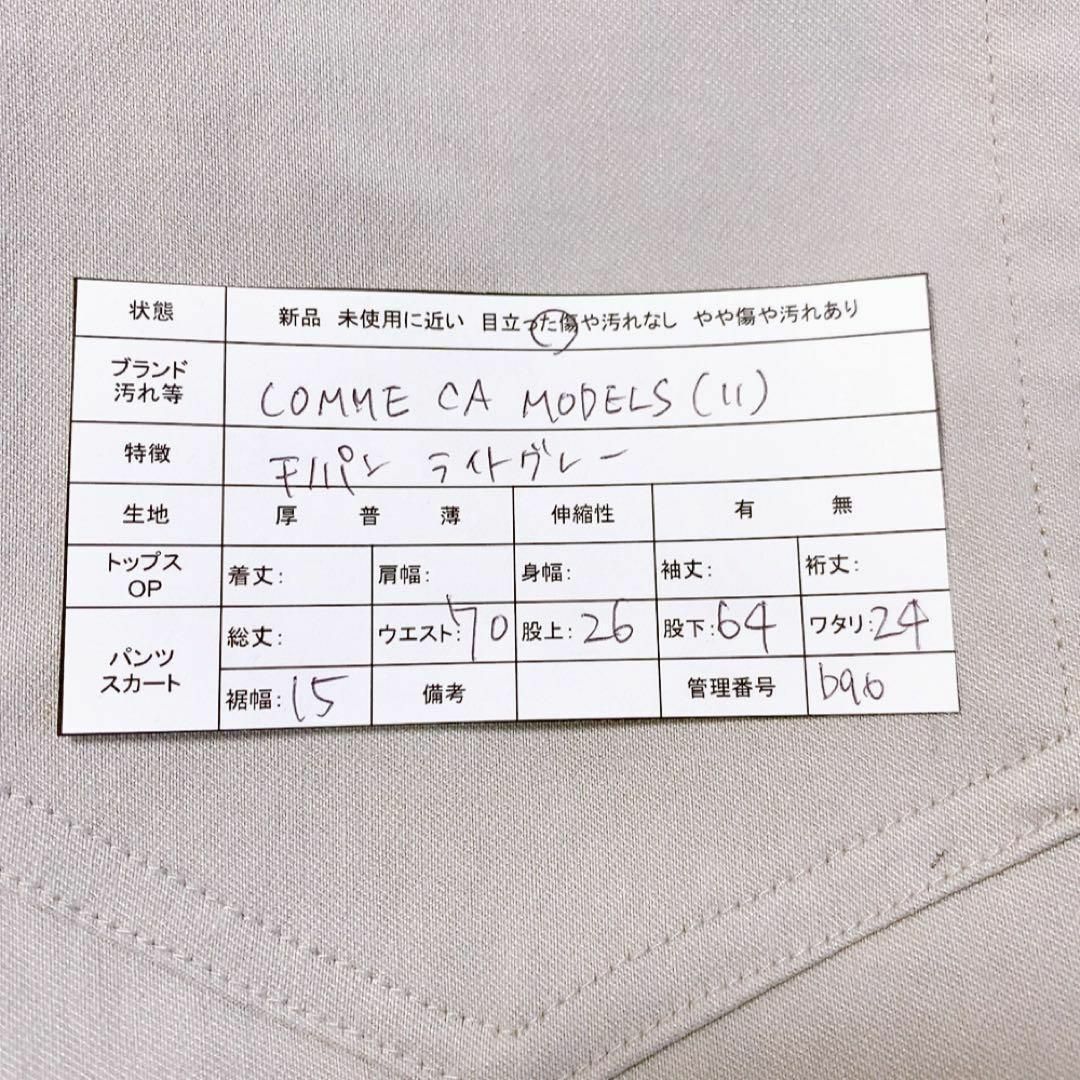 状態 新品 未使用に近い 目立った傷や汚れなし やや傷や汚れあり
ブランド
汚れ等 COMME CA MODELS (11)
特徴 モノパン ライトグレー
生地 厚 普 薄 伸縮性 有 無
トップス
OP 着丈: 肩幅: 身幅: 袖丈: 裄丈:
パンツ
スカート 総丈: ウエスト:70 股上:26 股下:64 ワタリ:24
裾幅:15 備考 管理番号 b90